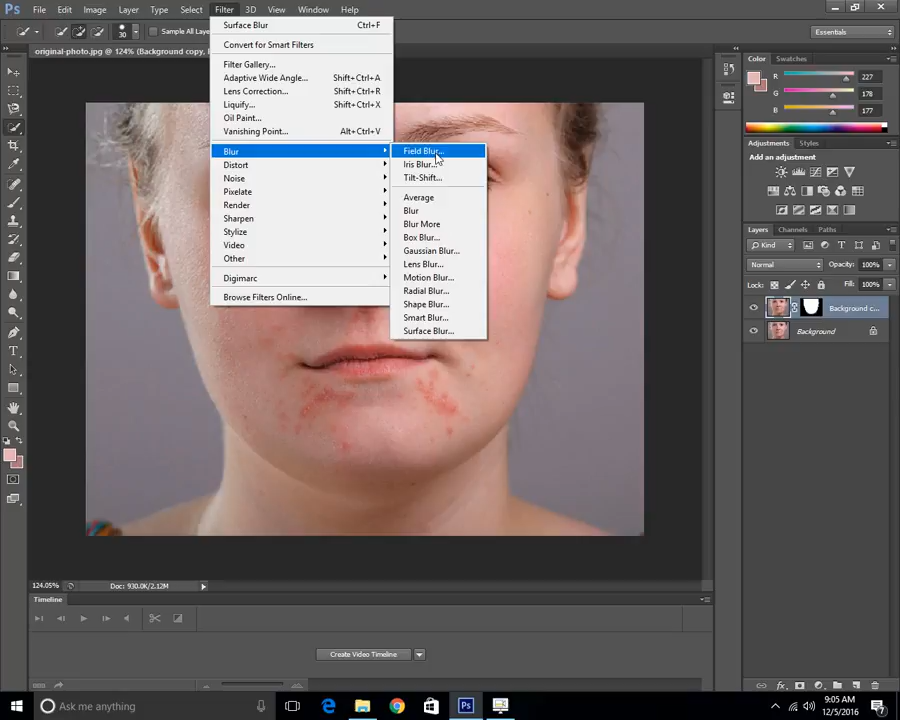 Ps File Edit Image Layer Type Select Filter 3D View Window Help
30 Sample All Lay
Essentials
original-photo.jpg @ 124% (Background copy,
Surface Blur Ctrl+F
Convert for Smart Filters
Filter Gallery...
Adaptive Wide Angle... Shift+Ctrl+A
Lens Correction... Shift+Ctrl+R
Liquify... Shift+Ctrl+X
Oil Paint...
Vanishing Point... Alt+Ctrl+V
Blur
Distort
Noise
Pixelate
Render
Sharpen
Stylize
Video
Other
Digimarc
Browse Filters Online...
Field Blur...
Iris Blur...
Tilt-Shift...
Average
Blur
Blur More
Box Blur...
Gaussian Blur...
Lens Blur...
Motion Blur...
Radial Blur...
Shape Blur...
Smart Blur...
Surface Blur...
Color Swatches
R 227
G 178
B 177
Adjustments Styles
Add an adjustment
Layers Channels Paths
Kind
Normal Opacity: 100%
Lock: Fill: 100%
Background c...
Background
124.05% Doc: 930.0K/2.12M
Timeline
Create Video Timeline
fx
Ask me anything
Ps
9:05 AM
12/5/2016